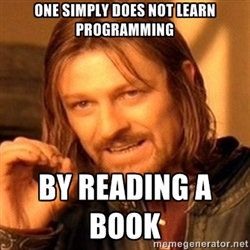 ONE SIMPLY DOES NOT LEARN
PROGRAMMING
BY READING A
BOOK
memegenerator.net